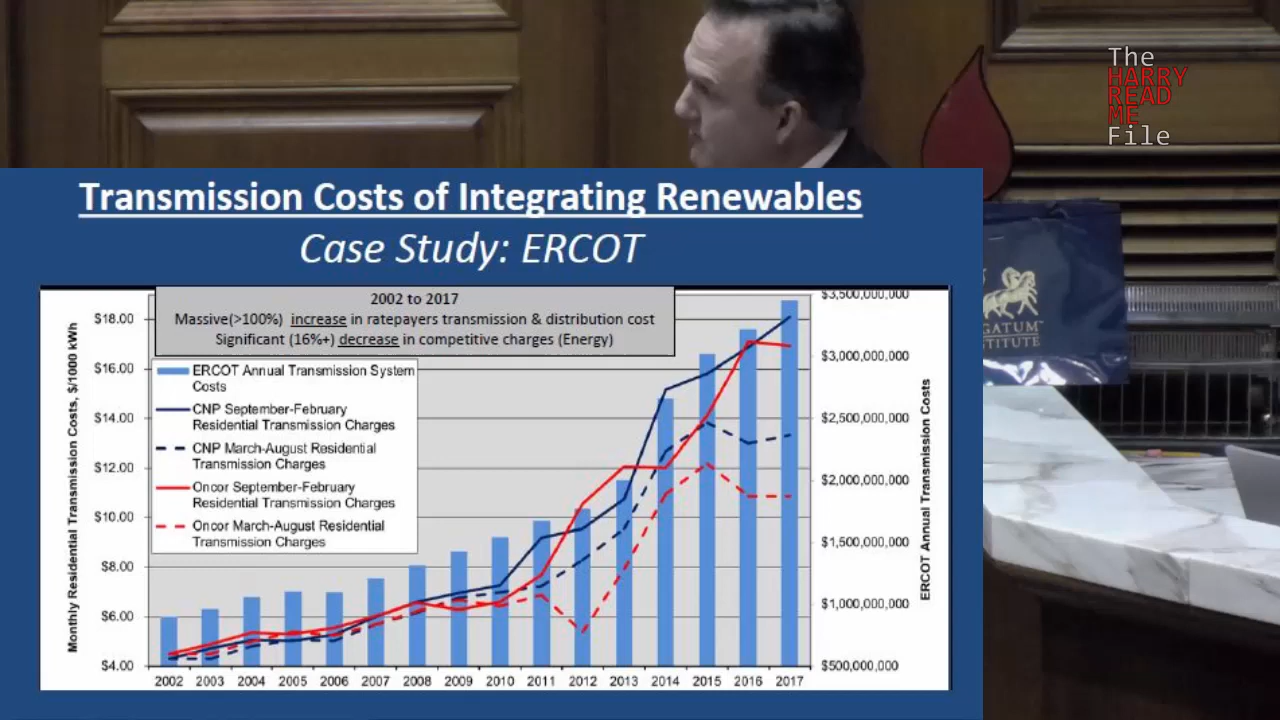 The
HARRY
READ
ME
File
Transmission Costs of Integrating Renewables
Case Study: ERCOT
2002 to 2017
Massive(>100%) increase in ratepayers transmission & distribution cost
Significant (16%+) decrease in competitive charges (Energy)
ERCOT Annual Transmission System
Costs
CNP September-February
Residential Transmission Charges
CNP March-August Residential
Transmission Charges
Oncor September-February
Residential Transmission Charges
Oncor March-August Residential
Transmission Charges
Monthly Residential Transmission Costs, $/1000 kWh
$18.00
$16.00
$14.00
$12.00
$10.00
$8.00
$6.00
$4.00
$3,500,000,000
$3,000,000,000
$2,500,000,000
$2,000,000,000
$1,500,000,000
$1,000,000,000
$500,000,000
ERCOT Annual Transmission Costs
2002 2003 2004 2005 2006 2007 2008 2009 2010 2011 2012 2013 2014 2015 2016 2017
GATUM
STITUTE